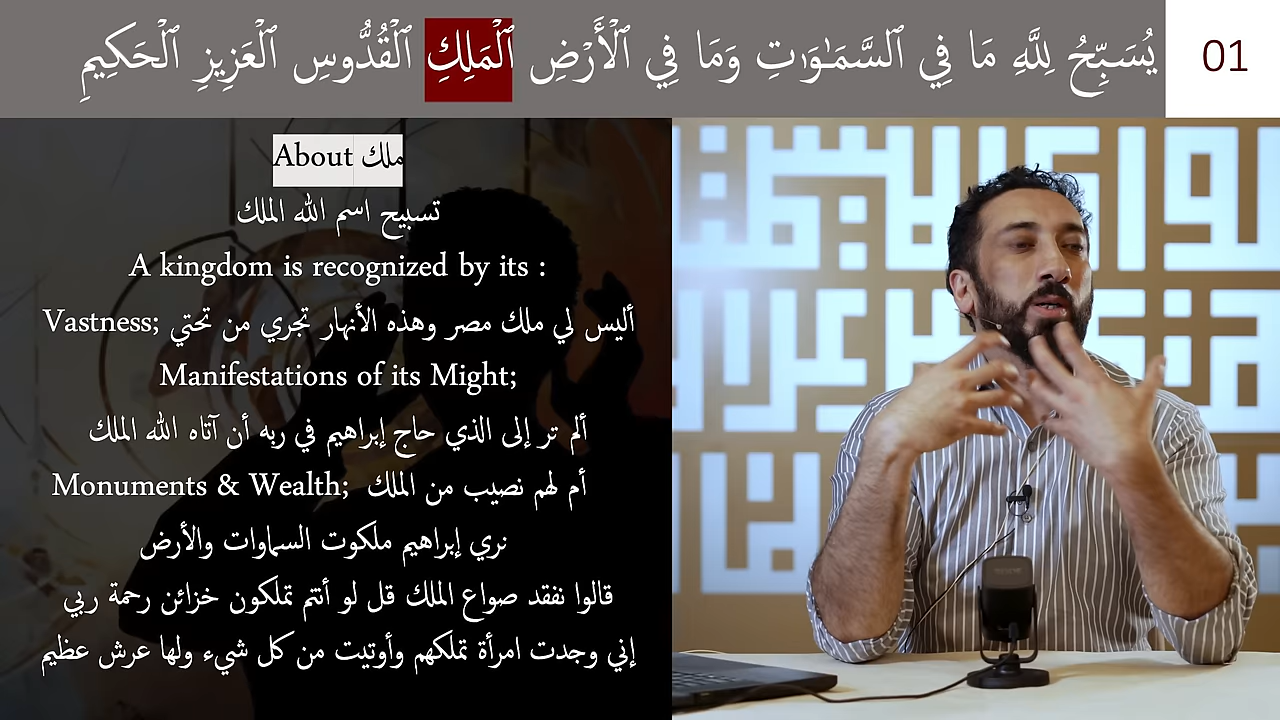 يُسَبِّحُ لِلَّهِ مَا فِي ٱلسَّمَـٰوَٰتِ وَمَا فِي ٱلْأَرْضِ ٱلْمَلِكِ ٱلْقُدُّوسِ ٱلْعَزِيزِ ٱلْحَكِيمِ
01
About ملك
تسبيح اسم الله الملك
A kingdom is recognized by its :
Vastness; أليس لي ملك مصر وهذه الأنهار تجري من تحتي
Manifestations of its Might;
ألم تر إلى الذي حاج إبراهيم في ربه أن آتاه الله الملك
Monuments & Wealth; أم لهم نصيب من الملك
نري إبراهيم ملكوت السماوات والأرض
قالوا نفقد صواع الملك قل لو أنتم تملكون خزائن رحمة ربي
إني وجدت امرأة تملكهم وأوتيت من كل شيء ولها عرش عظيم